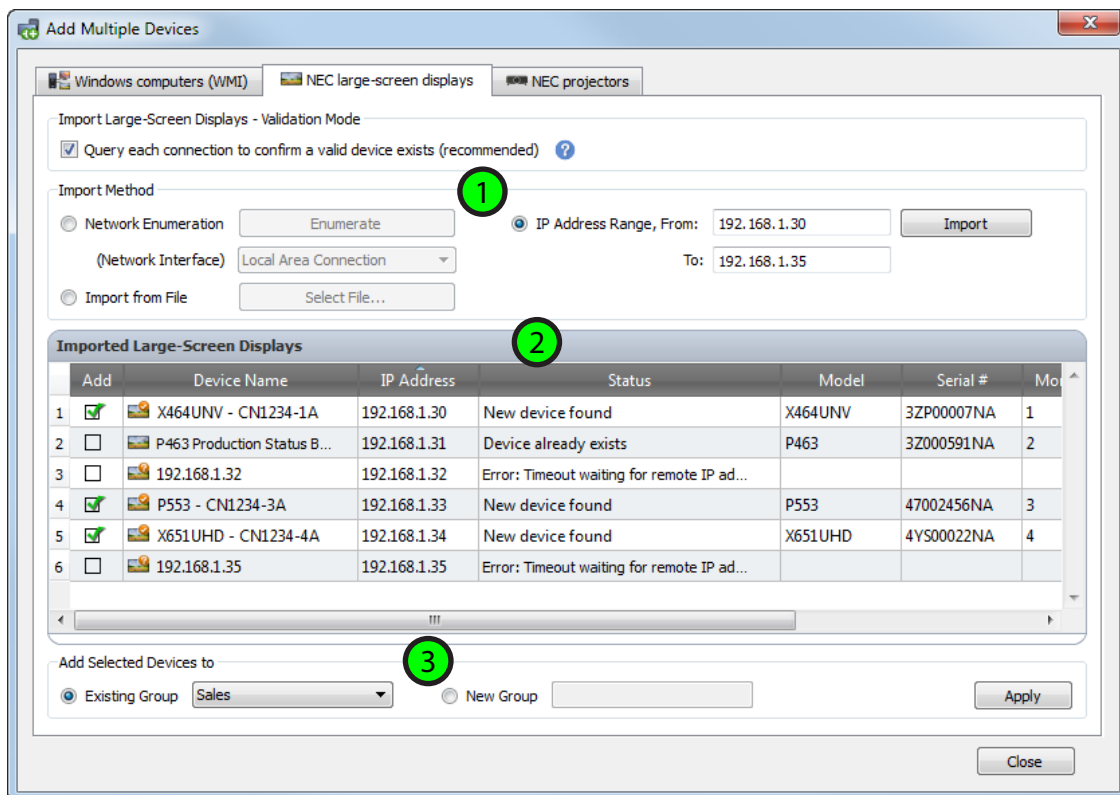 Add Multiple Devices
Windows computers (WMI) NEC large-screen displays NEC projectors
Import Large-Screen Displays - Validation Mode
Query each connection to confirm a valid device exists (recommended) ?
Import Method 1
Network Enumeration Enumerate IP Address Range, From: 192.168.1.30 Import
(Network Interface) Local Area Connection To: 192.168.1.35
Import from File Select File...
Imported Large-Screen Displays 2
Add Device Name IP Address Status Model Serial # Mor
1 X464UNV - CN1234-1A 192.168.1.30 New device found X464UNV 3ZP00007NA 1
2 P463 Production Status B... 192.168.1.31 Device already exists P463 3Z000591NA 2
3 192.168.1.32 192.168.1.32 Error: Timeout waiting for remote IP ad...
4 P553 - CN1234-3A 192.168.1.33 New device found P553 47002456NA 3
5 X651UHD - CN1234-4A 192.168.1.34 New device found X651UHD 4YS00022NA 4
6 192.168.1.35 192.168.1.35 Error: Timeout waiting for remote IP ad...
Add Selected Devices to 3
Existing Group Sales New Group Apply
Close